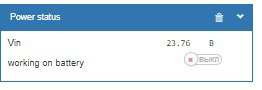 Power status
Vin 23.76 В
working on battery ВЫКЛ